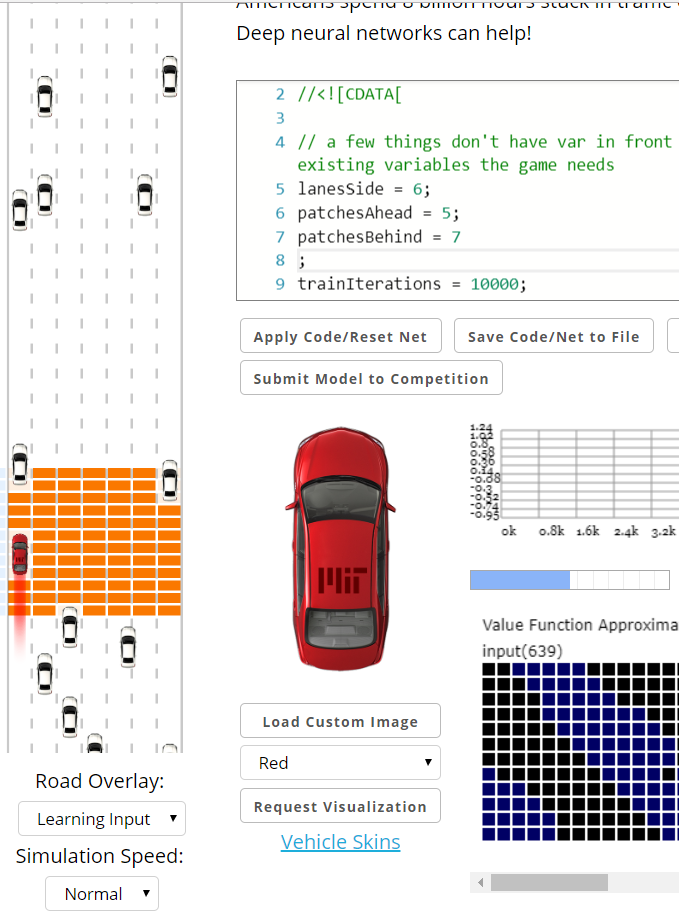 Americans spend 8 billion hours stuck in traffic
Deep neural networks can help!
2 //<![CDATA[
3
4 // a few things don't have var in front
existing variables the game needs
5 lanesSide = 6;
6 patchesAhead = 5;
7 patchesBehind = 7
8 ;
9 trainIterations = 10000;
Apply Code/Reset Net
Save Code/Net to File
Submit Model to Competition
MIT
1.24
1.02
0.8
0.58
0.36
0.14
-0.08
-0.3
-0.52
-0.74
-0.95
0k 0.8k 1.6k 2.4k 3.2k
Value Function Approxima
input(639)
Load Custom Image
Red
Request Visualization
Vehicle Skins
Road Overlay:
Learning Input
Simulation Speed:
Normal